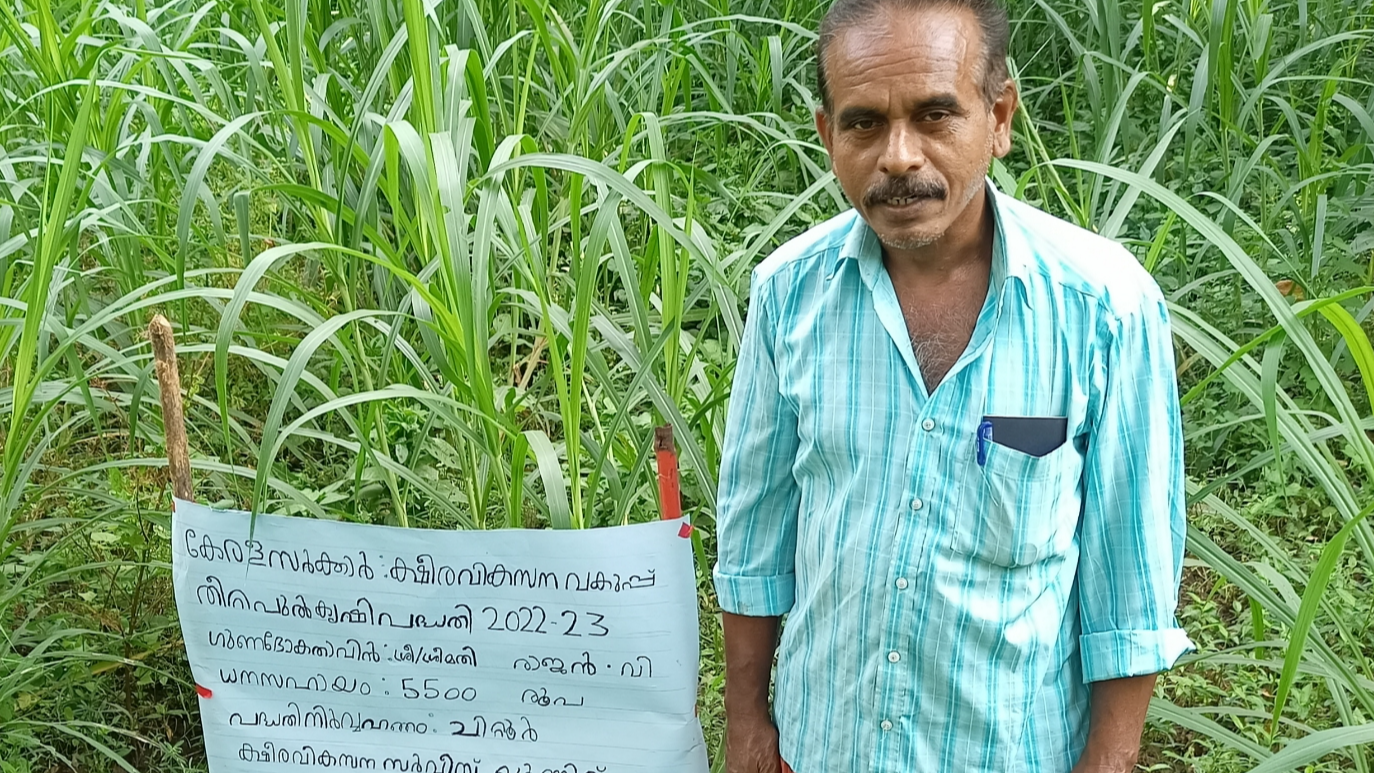 കേരളസർക്കാർ : ക്ഷീരവികസന വകുപ്പ്
തീറ്റപുൽകൃഷിപദ്ധതി 2022-23
ഗുണഭോക്താവിൻ : ശ്രീ/ശ്രീമതി രാജൻ . വി
ധനസഹായം : 5500 രൂപ
പദ്ധതി നിർവ്വഹണം : ചിറ്റൂർ
ക്ഷീരവികസന സർവീസ് യൂണിറ്റ്